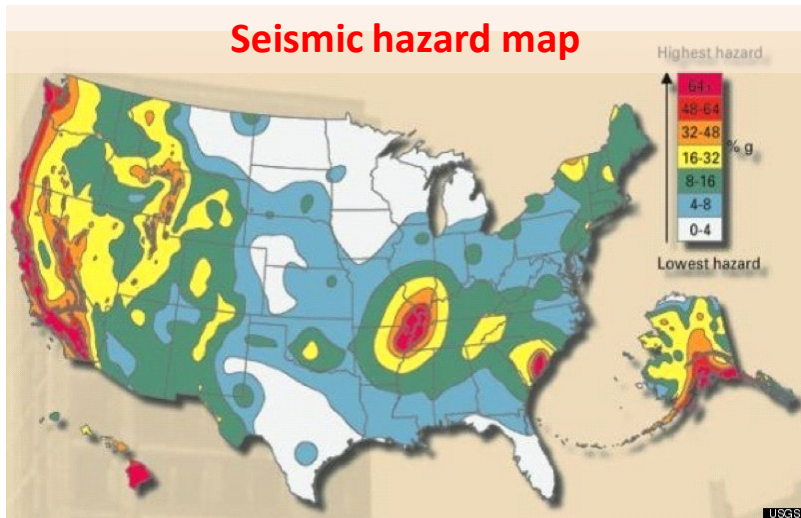 Seismic hazard map
Highest hazard
64+
48-64
32-48
% g
16-32
8-16
4-8
0-4
Lowest hazard
USGS